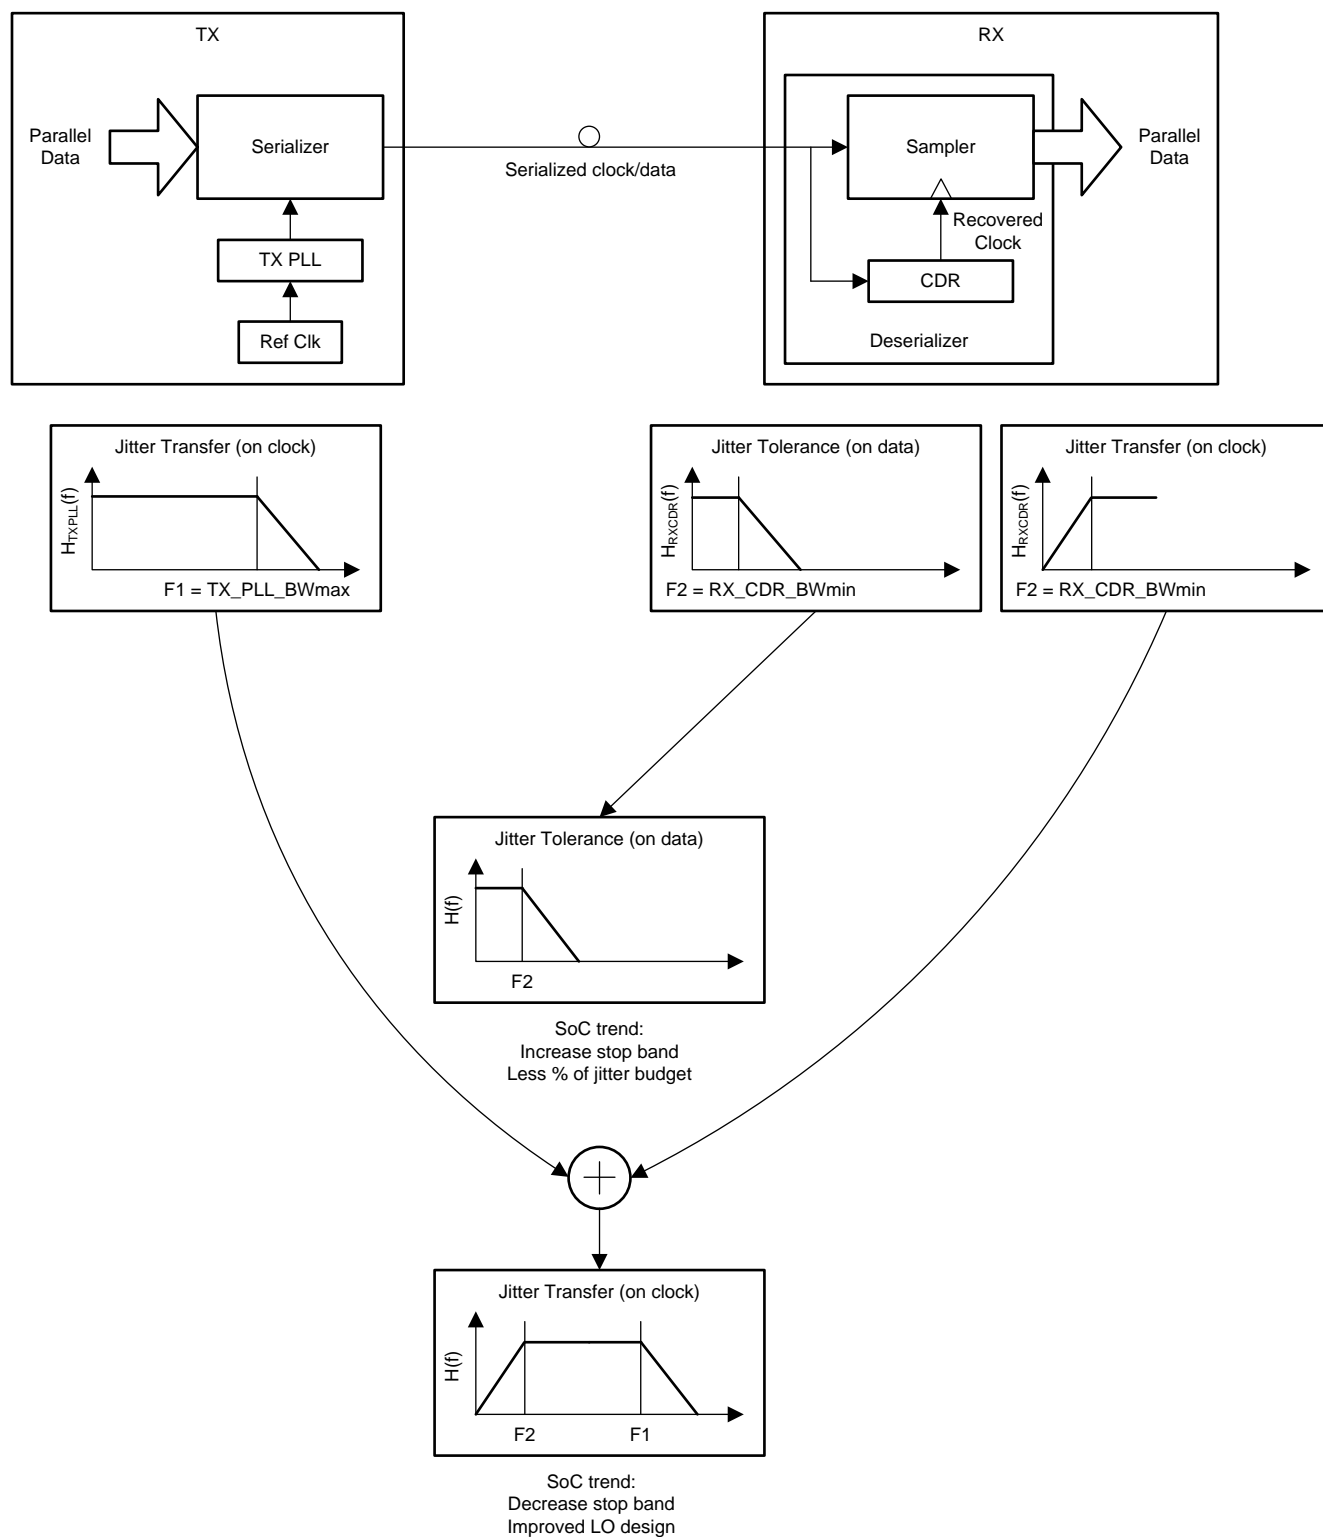 TX
RX
Parallel
Data
Serializer
Serialized clock/data
Sampler
Parallel
Data
Recovered
Clock
TX PLL
CDR
Ref Clk
Deserializer
Jitter Transfer (on clock)
H_TXPLL(f)
F1 = TX_PLL_BWmax
Jitter Tolerance (on data)
H_RXCDR(f)
F2 = RX_CDR_BWmin
Jitter Transfer (on clock)
H_RXCDR(f)
F2 = RX_CDR_BWmin
Jitter Tolerance (on data)
H(f)
F2
SoC trend:
Increase stop band
Less % of jitter budget
Jitter Transfer (on clock)
H(f)
F2
F1
SoC trend:
Decrease stop band
Improved LO design